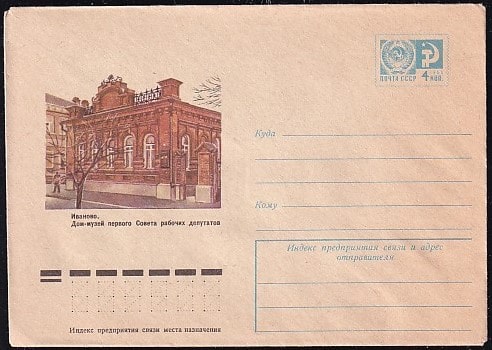 ПОЧТА СССР 4 КОП.
Куда
Иваново.
Дом-музей первого Совета рабочих депутатов
Кому
Индекс предприятия связи и адрес
отправителя
Индекс предприятия связи места назначения